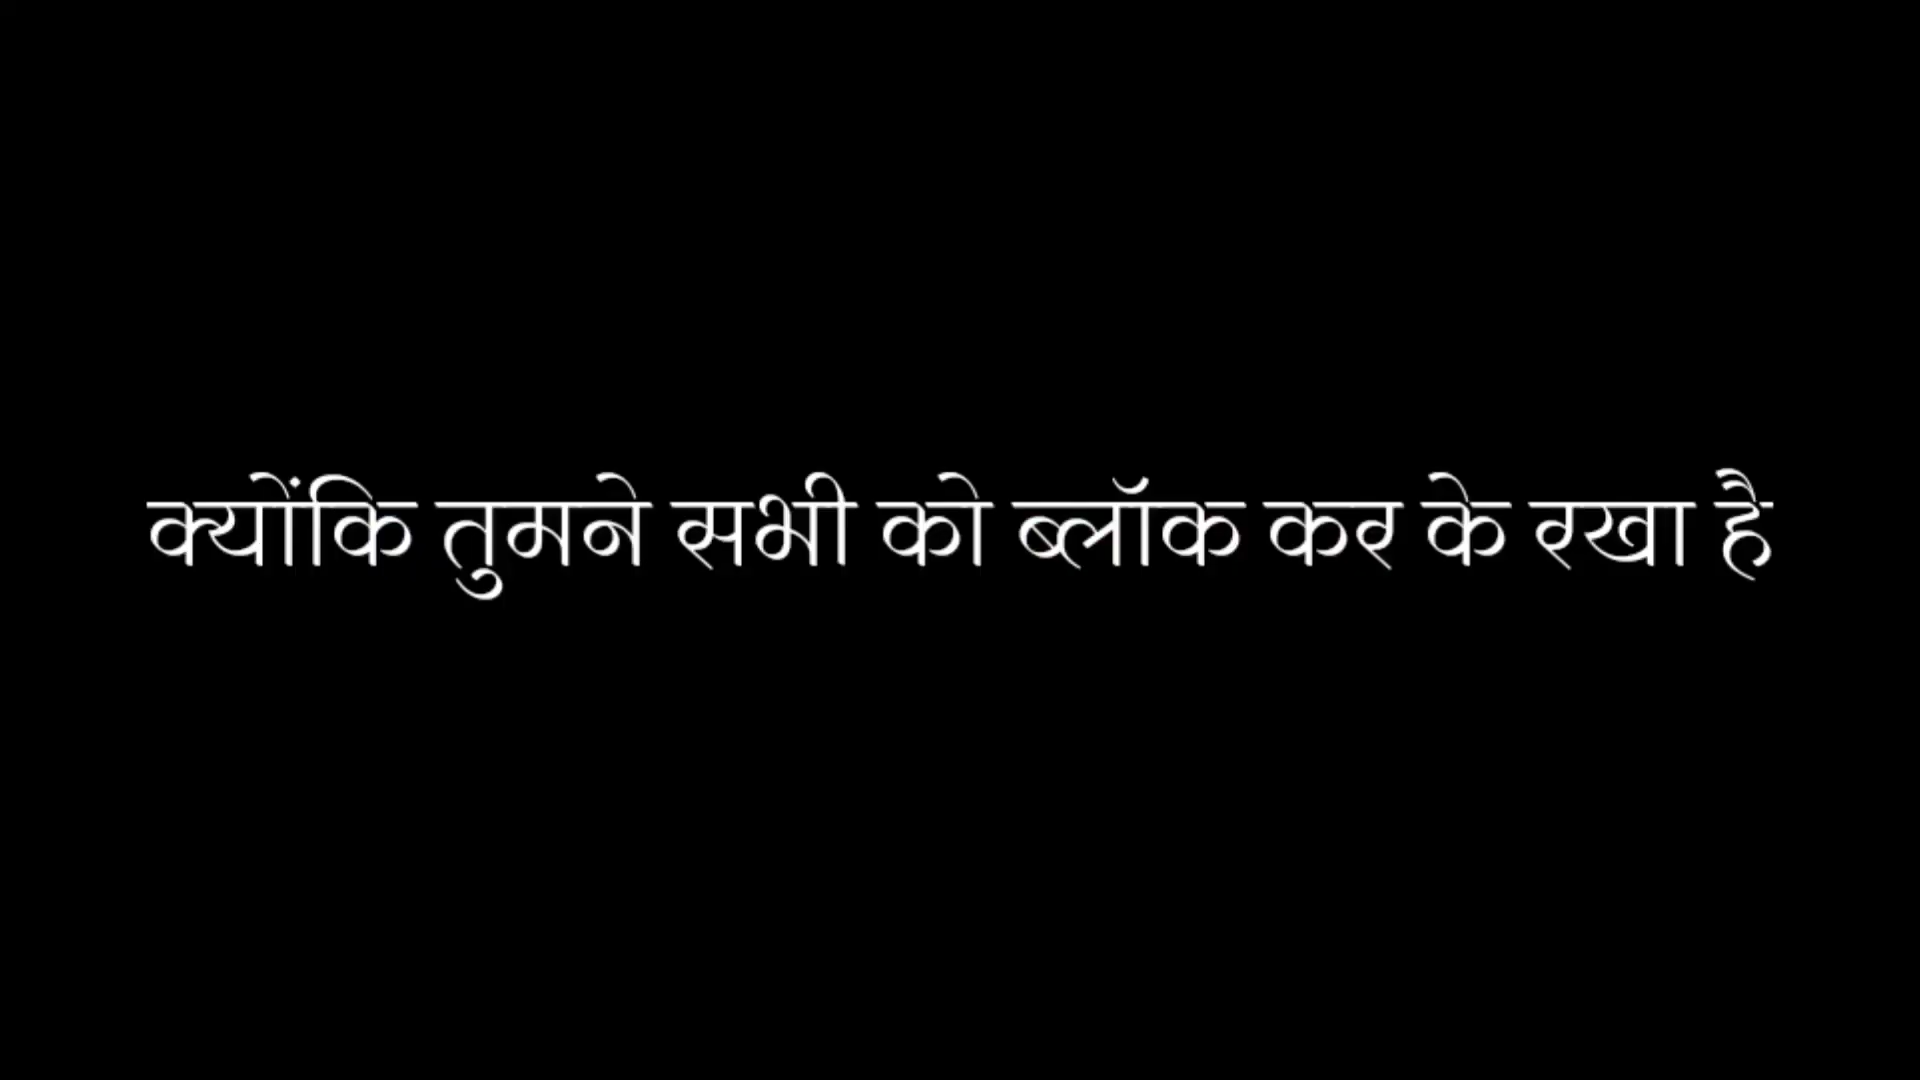 क्योंकि तुमने सभी को ब्लॉक कर के रखा है